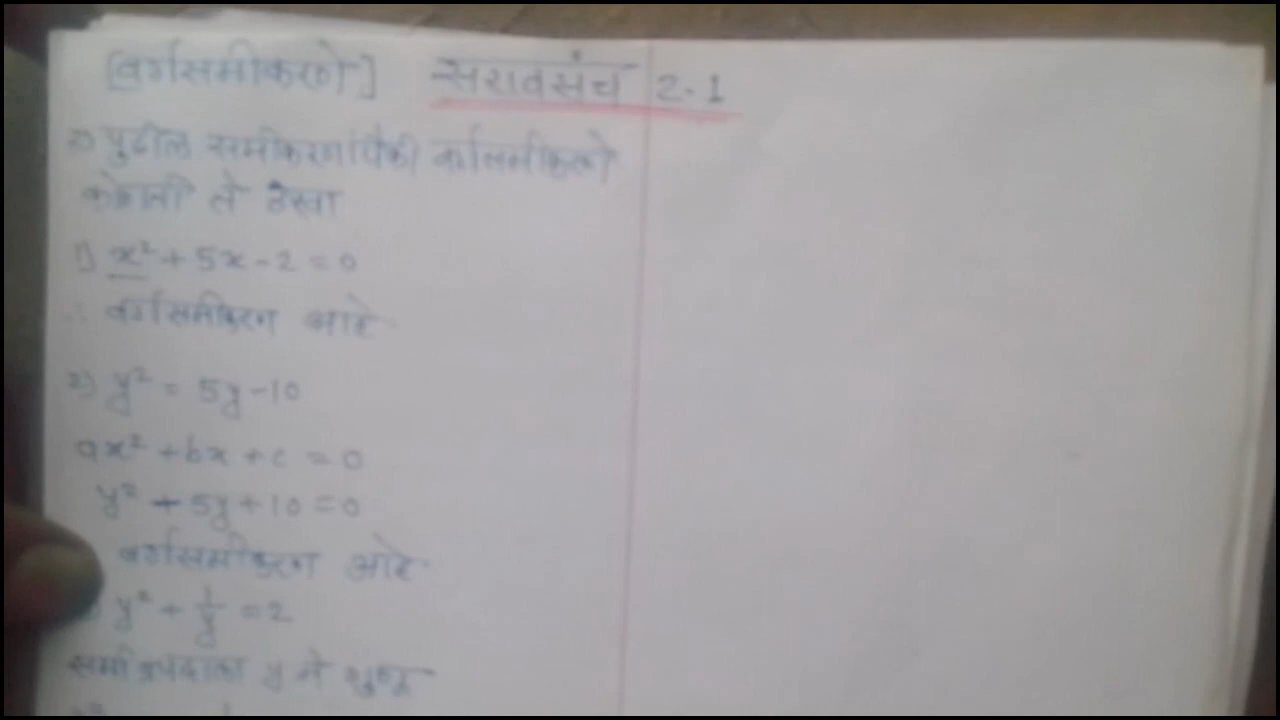 [वर्गसमीकरणे] सरावसंच 2.1
२) पुढील समीकरणांपैकी वर्गसमीकरणे
कोणती ते ठरवा
1) x² + 5x - 2 = 0
∴ वर्गसमीकरण आहे
2) y² = 5y - 10
ax² + bx + c = 0
y² - 5y + 10 = 0
वर्गसमीकरण आहे
y² + 1/y = 2
y ने गुणू